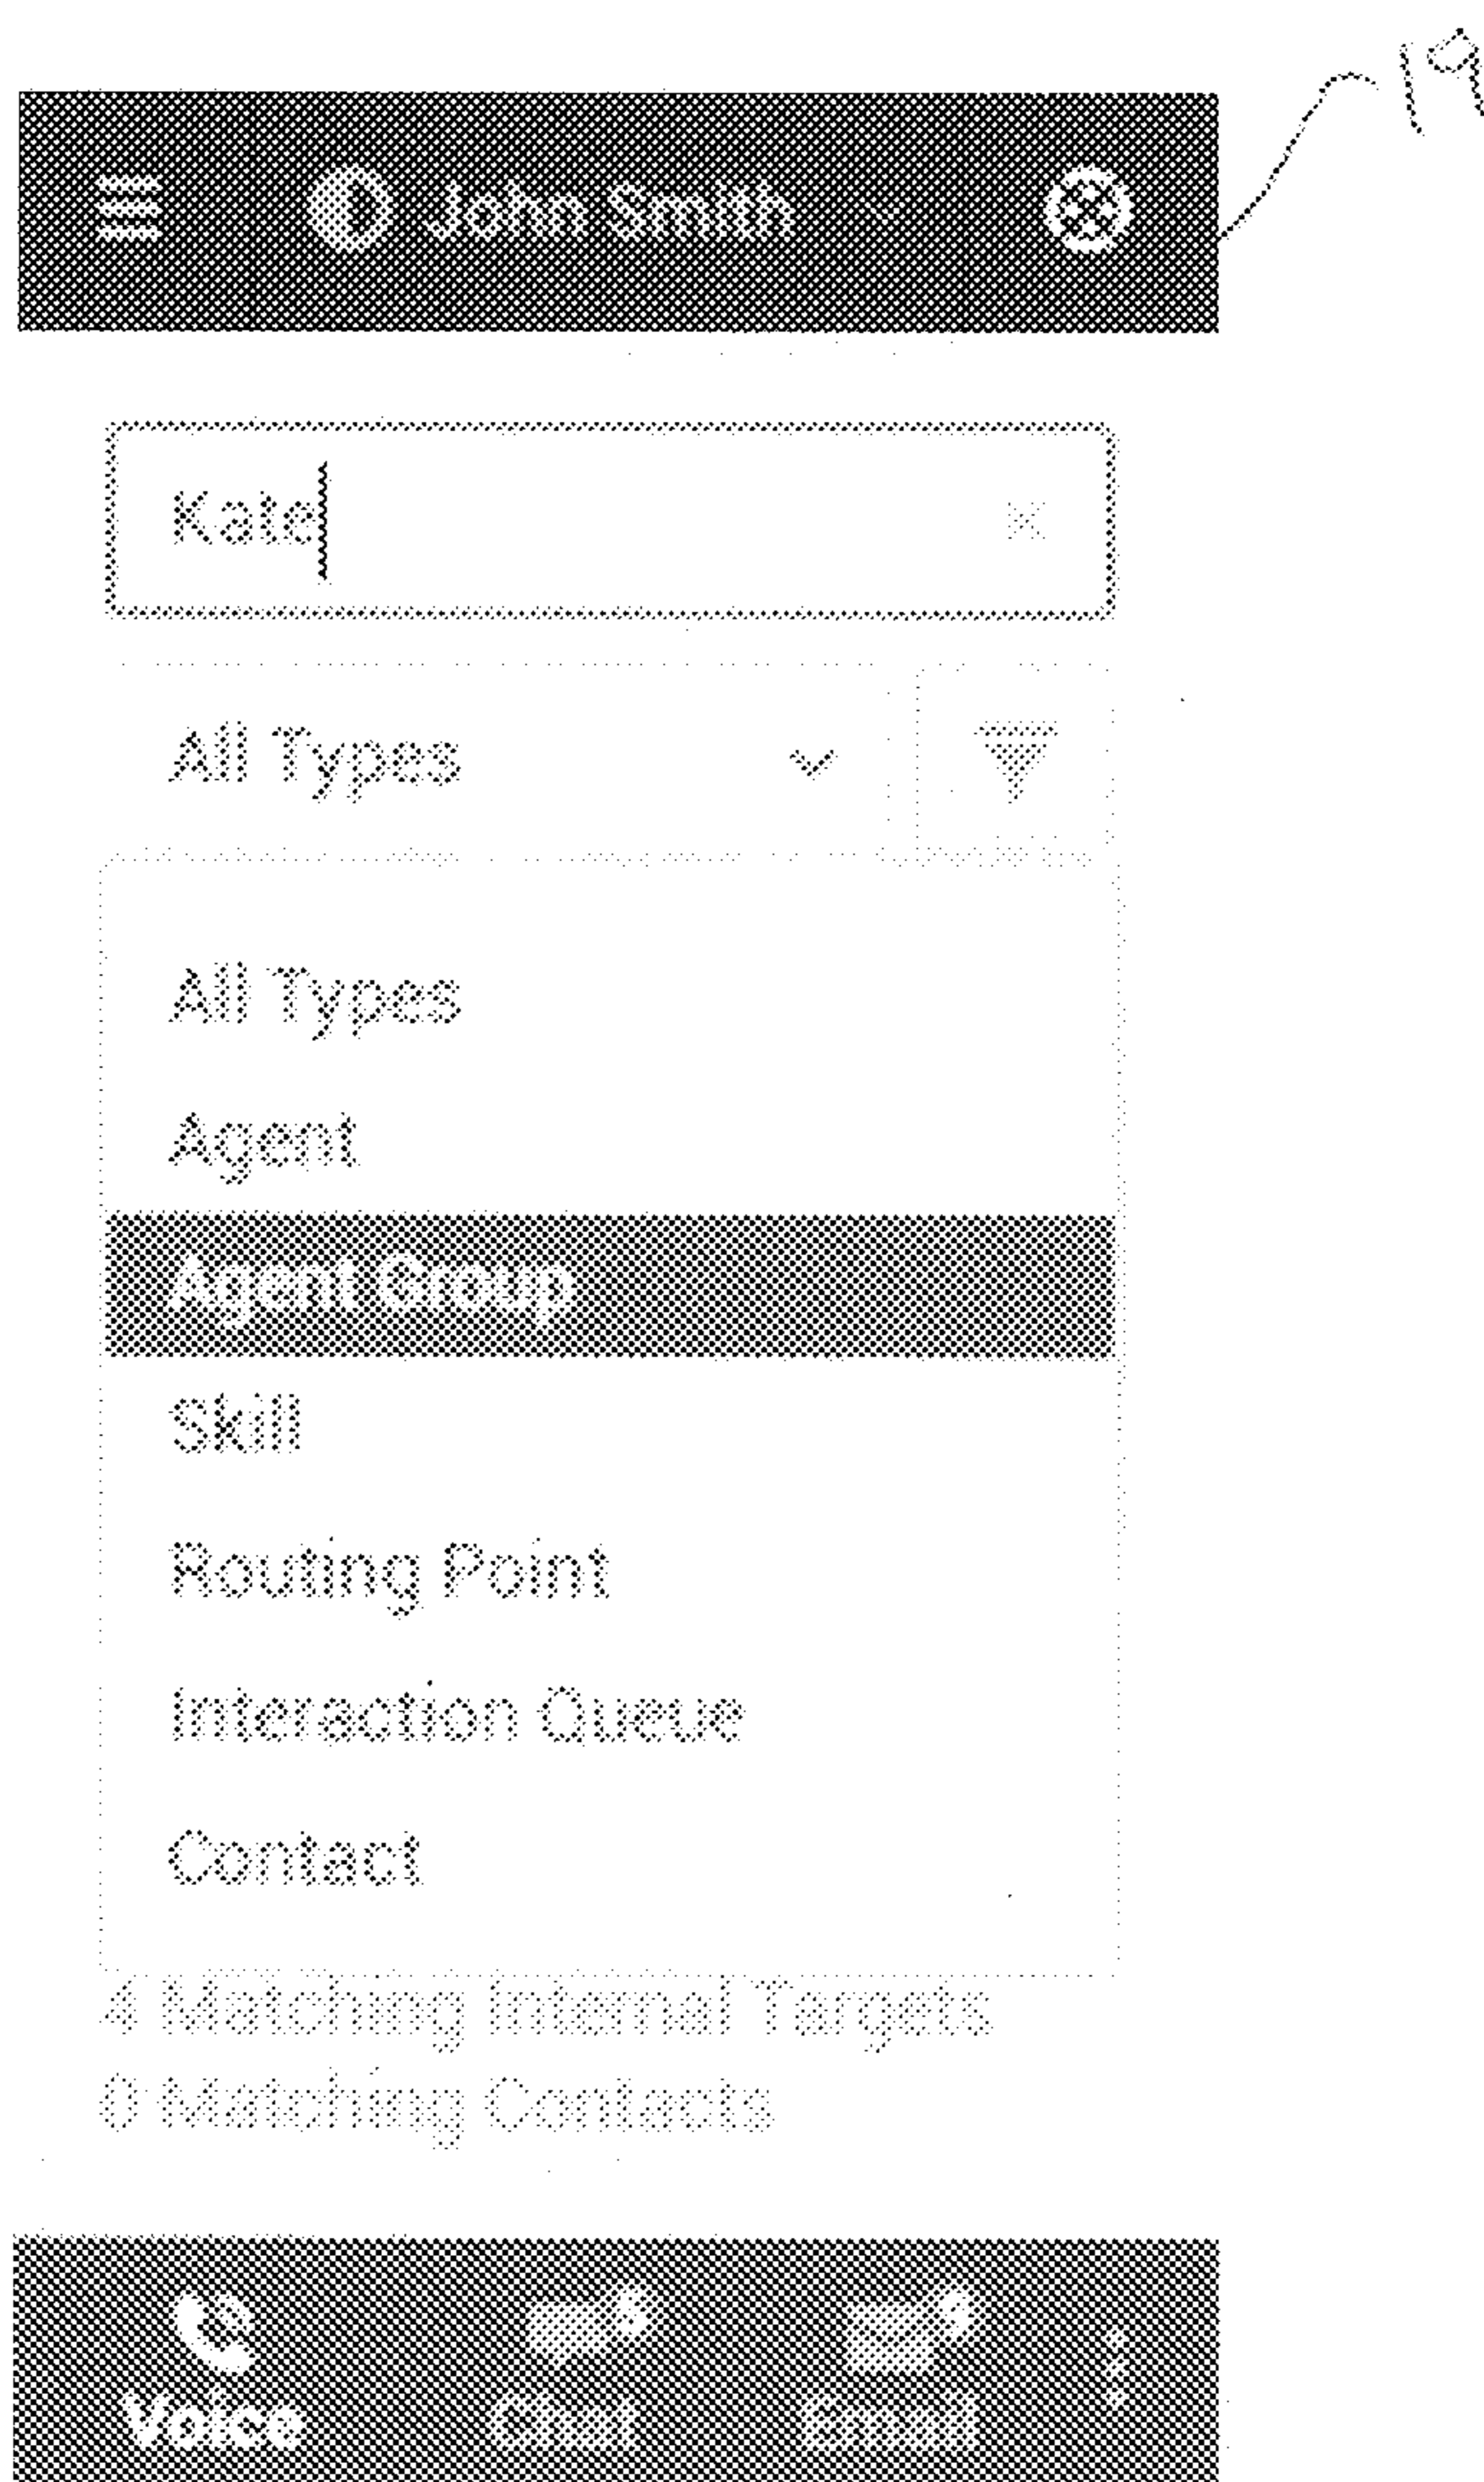 19
John Smith
Kate
All Types
All Types
Agent
Agent Group
Skill
Routing Point
Interaction Queue
Contact
4 Matching Internal Targets
0 Matching Contacts
Voice Chat Email